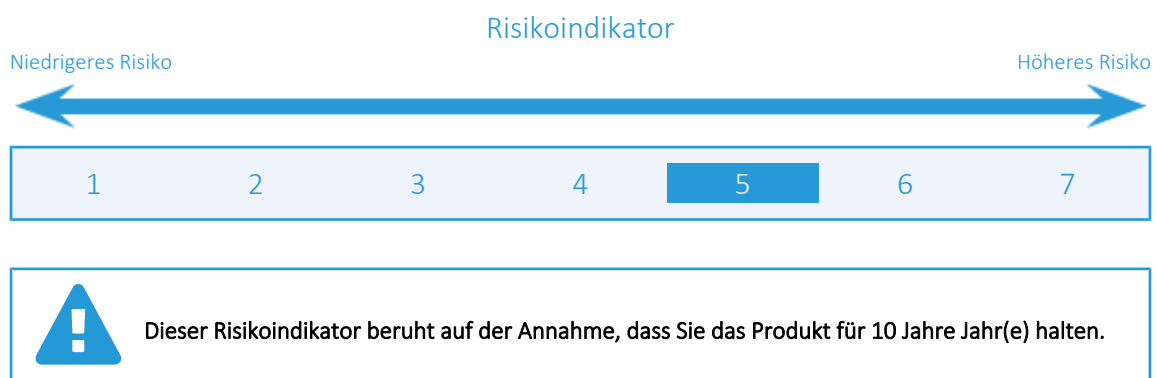 Risikoindikator
Niedrigeres Risiko Höheres Risiko
1 2 3 4 5 6 7
Dieser Risikoindikator beruht auf der Annahme, dass Sie das Produkt für 10 Jahre Jahr(e) halten.